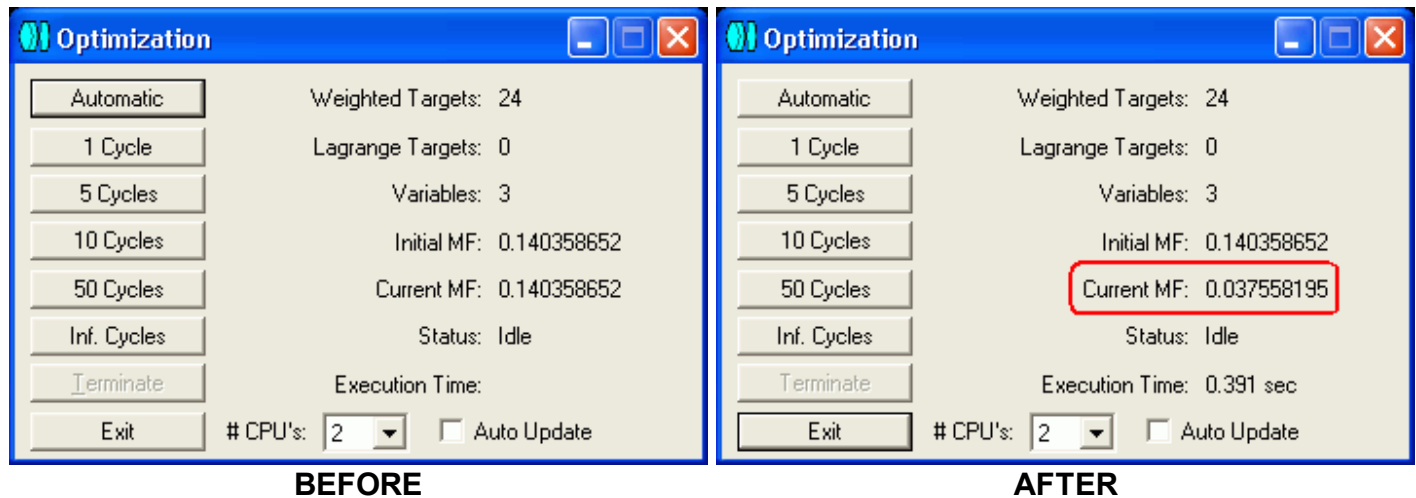 Optimization
Automatic Weighted Targets: 24
1 Cycle Lagrange Targets: 0
5 Cycles Variables: 3
10 Cycles Initial MF: 0.140358652
50 Cycles Current MF: 0.140358652
Inf. Cycles Status: Idle
Terminate Execution Time:
Exit # CPU's: 2 Auto Update
BEFORE
Optimization
Automatic Weighted Targets: 24
1 Cycle Lagrange Targets: 0
5 Cycles Variables: 3
10 Cycles Initial MF: 0.140358652
50 Cycles Current MF: 0.037558195
Inf. Cycles Status: Idle
Terminate Execution Time: 0.391 sec
Exit # CPU's: 2 Auto Update
AFTER